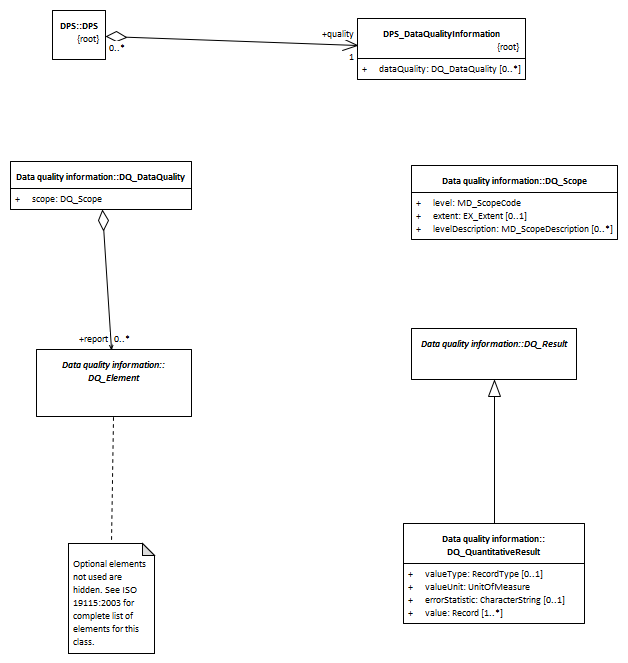 DPS::DPS
{root}
0..*
+quality
1
DPS_DataQualityInformation
{root}
+ dataQuality: DQ_DataQuality [0..*]
Data quality information::DQ_DataQuality
+ scope: DQ_Scope
Data quality information::DQ_Scope
+ level: MD_ScopeCode
+ extent: EX_Extent [0..1]
+ levelDescription: MD_ScopeDescription [0..*]
+report 0..*
Data quality information::
DQ_Element
Data quality information::DQ_Result
Optional elements
not used are
hidden. See ISO
19115:2003 for
complete list of
elements for this
class.
Data quality information::
DQ_QuantitativeResult
+ valueType: RecordType [0..1]
+ valueUnit: UnitOfMeasure
+ errorStatistic: CharacterString [0..1]
+ value: Record [1..*]